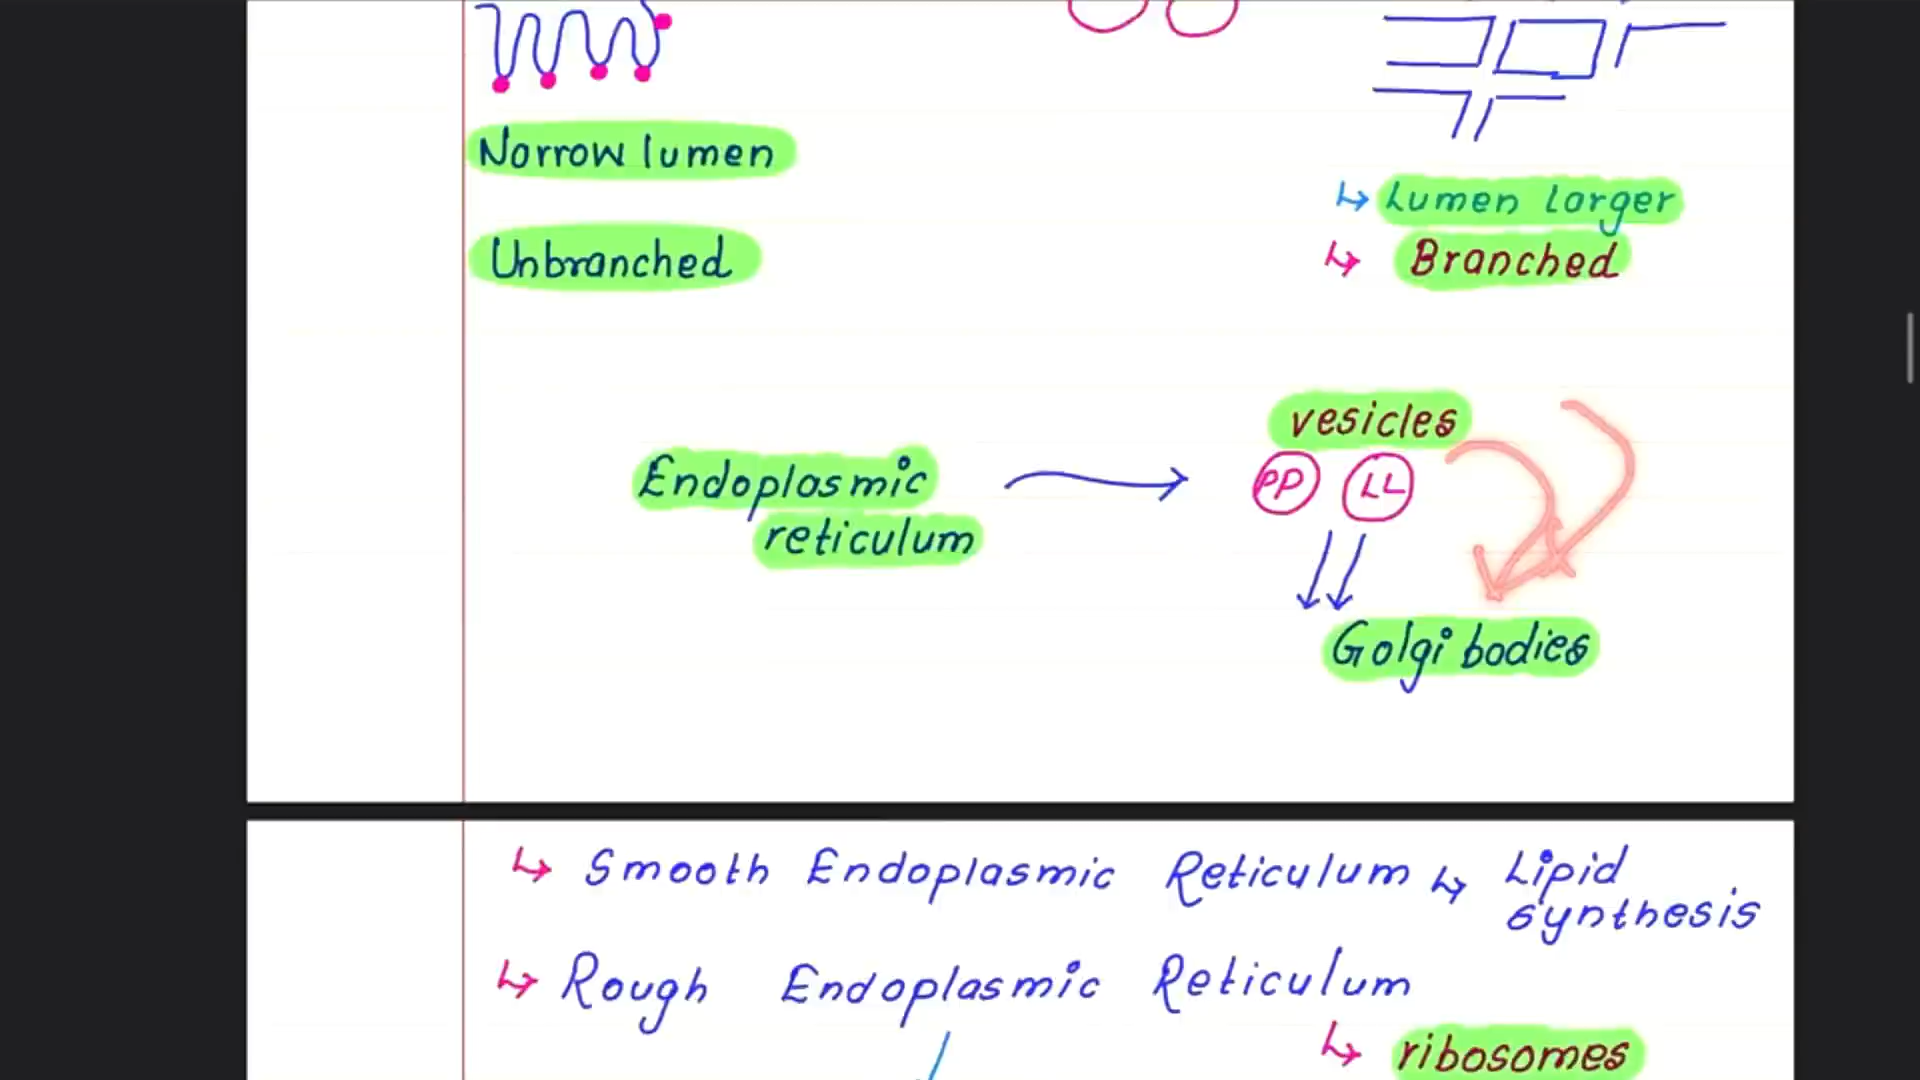 Narrow lumen
Lumen larger
Unbranched
Branched
vesicles
Endoplasmic
reticulum
PP LL
Golgi bodies
Smooth Endoplasmic Reticulum Lipid
synthesis
Rough Endoplasmic Reticulum
ribosomes